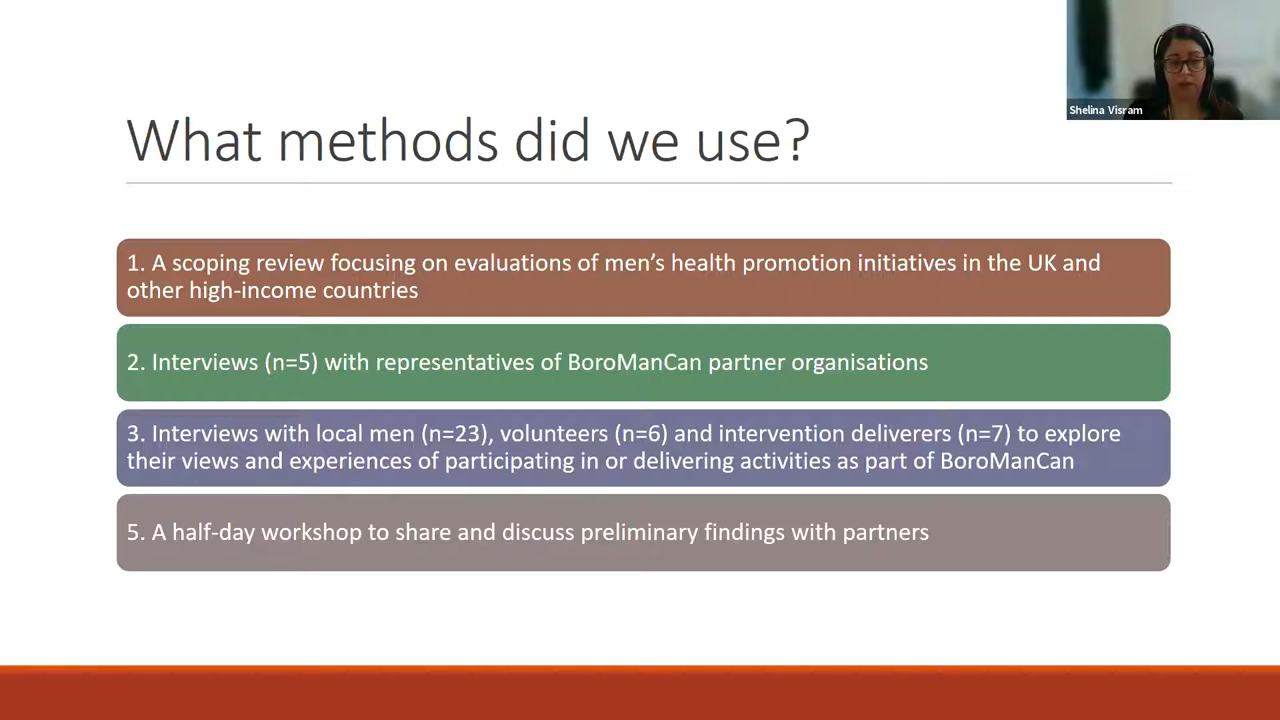 Shelina Visram
What methods did we use?
1. A scoping review focusing on evaluations of men’s health promotion initiatives in the UK and
other high-income countries
2. Interviews (n=5) with representatives of BoroManCan partner organisations
3. Interviews with local men (n=23), volunteers (n=6) and intervention deliverers (n=7) to explore
their views and experiences of participating in or delivering activities as part of BoroManCan
5. A half-day workshop to share and discuss preliminary findings with partners